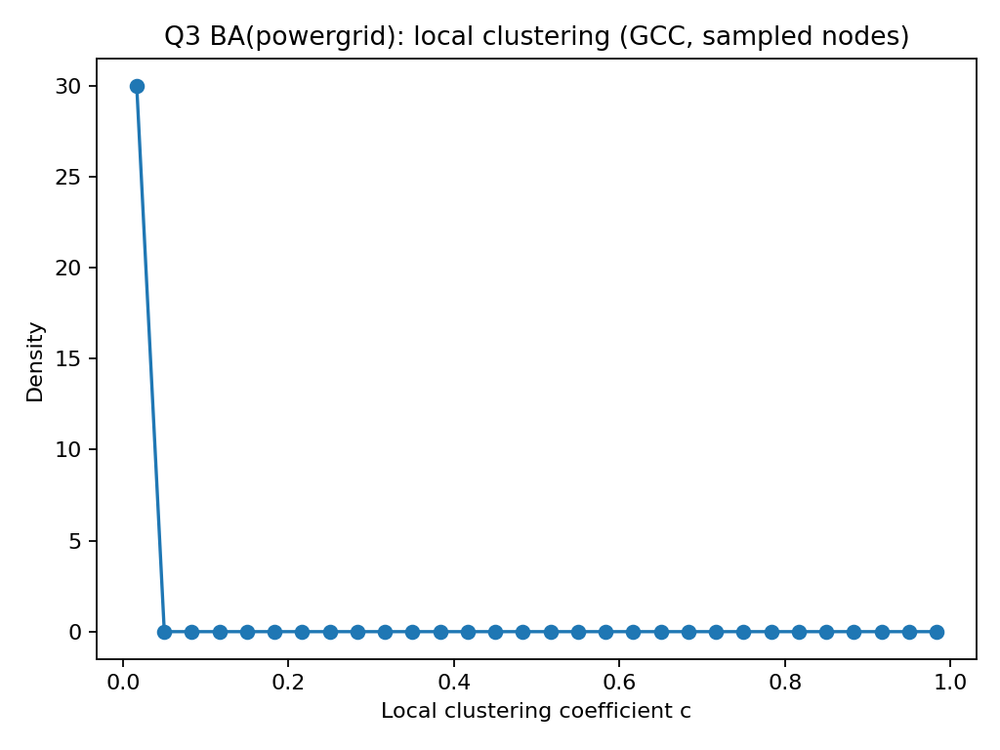 Q3 BA(powergrid): local clustering (GCC, sampled nodes)
30
25
20
15
10
5
0
Density
0.0 0.2 0.4 0.6 0.8 1.0
Local clustering coefficient c